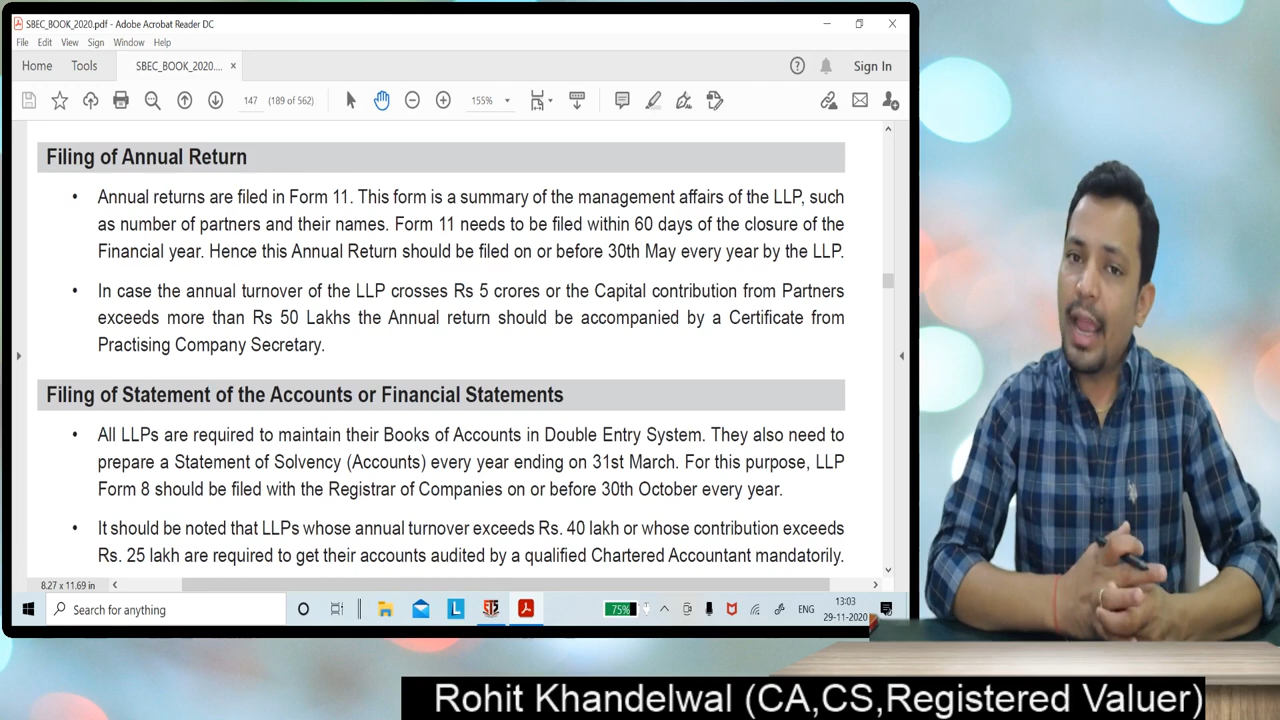 SBEC_BOOK_2020.pdf - Adobe Acrobat Reader DC
File Edit View Sign Window Help
Home Tools SBEC_BOOK_2020.... × Sign In
147 (189 of 562) 155%
Filing of Annual Return
• Annual returns are filed in Form 11. This form is a summary of the management affairs of the LLP, such
as number of partners and their names. Form 11 needs to be filed within 60 days of the closure of the
Financial year. Hence this Annual Return should be filed on or before 30th May every year by the LLP.
• In case the annual turnover of the LLP crosses Rs 5 crores or the Capital contribution from Partners
exceeds more than Rs 50 Lakhs the Annual return should be accompanied by a Certificate from
Practising Company Secretary.
Filing of Statement of the Accounts or Financial Statements
• All LLPs are required to maintain their Books of Accounts in Double Entry System. They also need to
prepare a Statement of Solvency (Accounts) every year ending on 31st March. For this purpose, LLP
Form 8 should be filed with the Registrar of Companies on or before 30th October every year.
• It should be noted that LLPs whose annual turnover exceeds Rs. 40 lakh or whose contribution exceeds
Rs. 25 lakh are required to get their accounts audited by a qualified Chartered Accountant mandatorily.
8.27 x 11.69 in
Search for anything L 75% ENG 13:03
29-11-2020
Rohit Khandelwal (CA,CS,Registered Valuer)